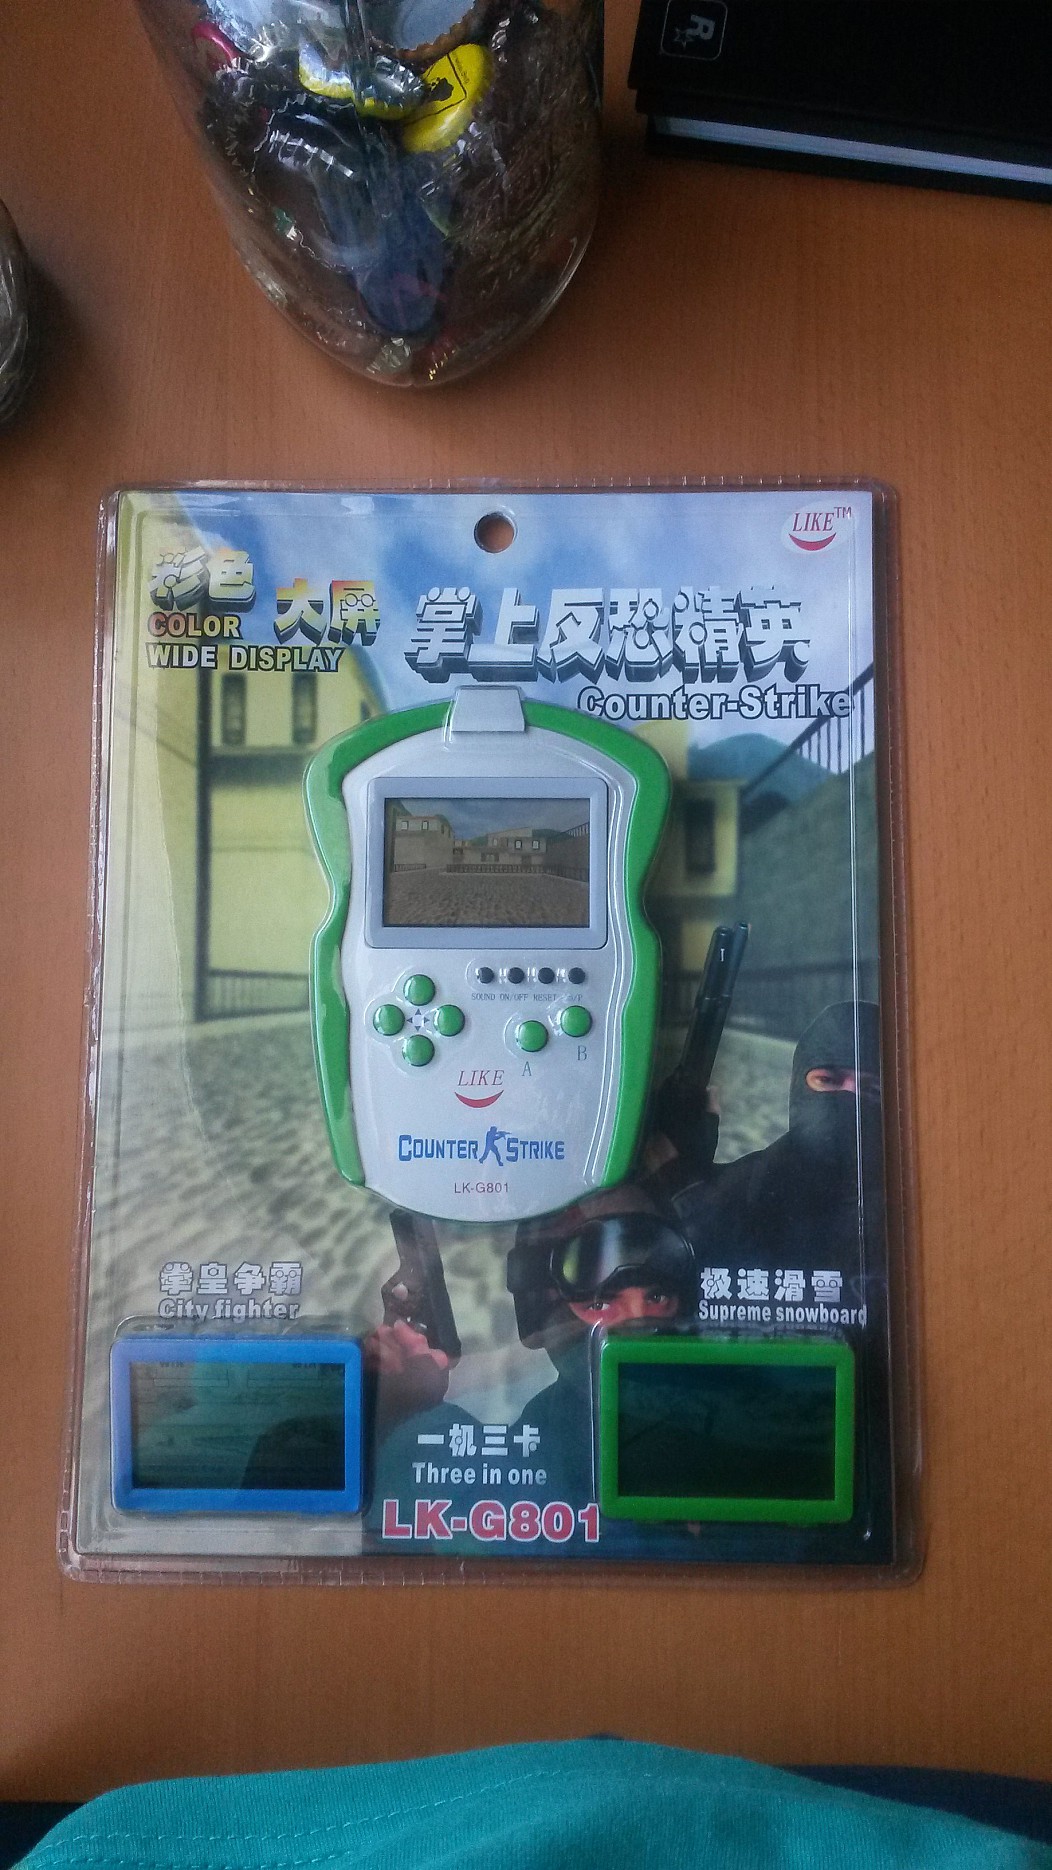 R
LIKE™
彩色
大屏
COLOR
WIDE DISPLAY
掌上反恐精英
Counter-Strike
SOUND ON/OFF RESET
A
B
LIKE
COUNTER STRIKE
LK-G801
拳皇争霸
City fighter
极速滑雪
Supreme snowboard
一机三卡
Three in one
LK-G801